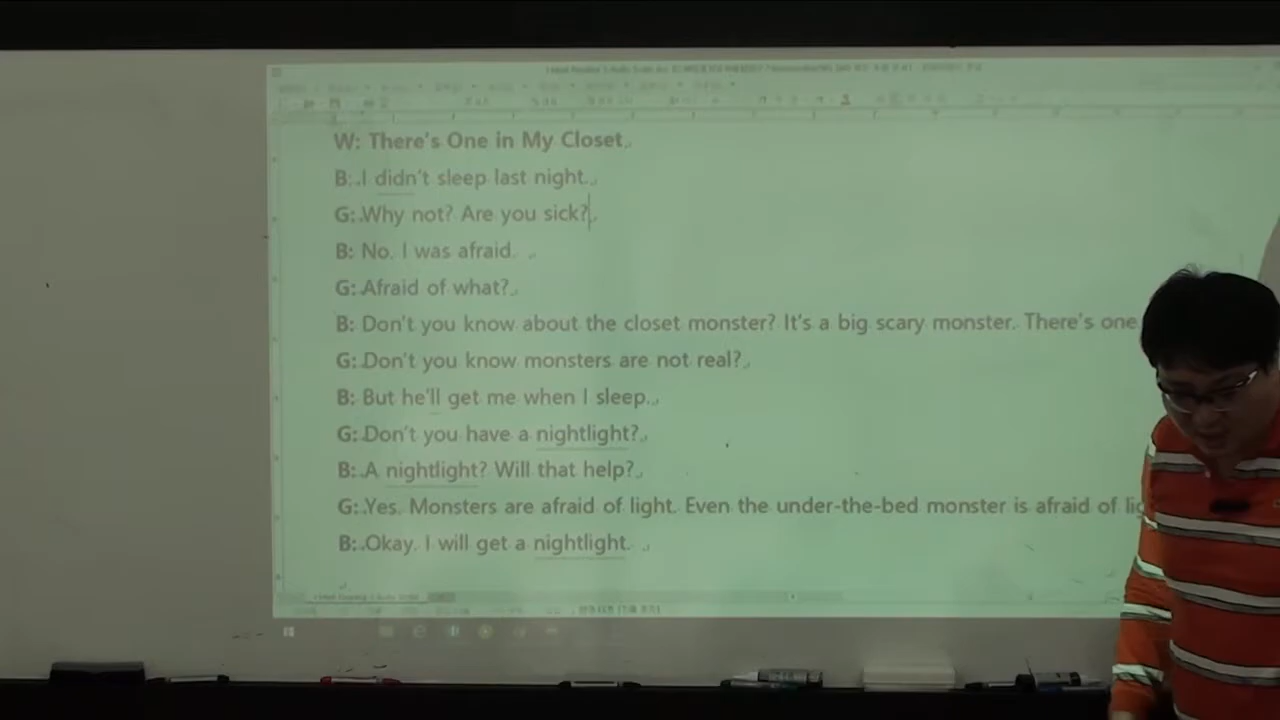 W: There's One in My Closet
B: I didn't sleep last night.
G: Why not? Are you sick?
B: No. I was afraid.
G: Afraid of what?
B: Don't you know about the closet monster? It's a big scary monster. There's one
G: Don't you know monsters are not real?
B: But he'll get me when I sleep.
G: Don't you have a nightlight?
B: A nightlight? Will that help?
G: Yes. Monsters are afraid of light. Even the under-the-bed monster is afraid of
B: Okay. I will get a nightlight.